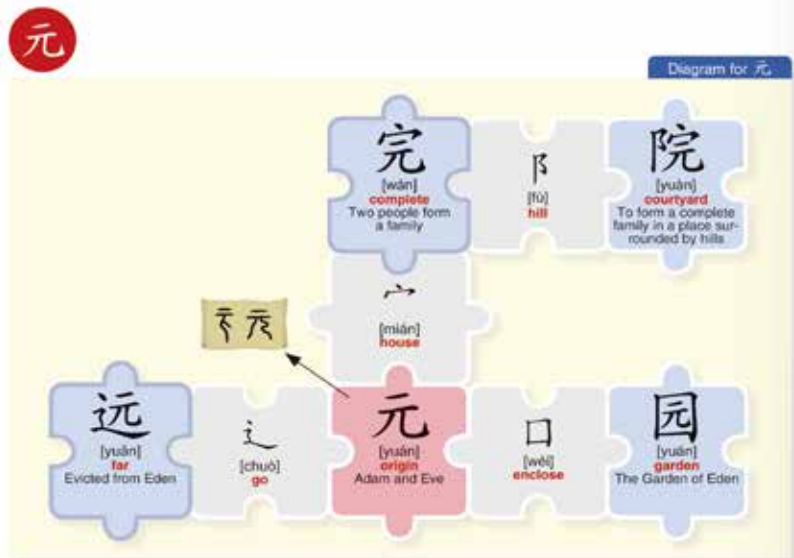 元
Diagram for 元
完
[wán]
complete
Two people form
a family
阝
[fù]
hill
院
[yuàn]
courtyard
To form a complete
family in a place sur-
rounded by hills
宀
[mián]
house
远
[yuǎn]
far
Evicted from Eden
辶
[chuò]
go
元
[yuán]
origin
Adam and Eve
囗
[wéi]
enclose
园
[yuán]
garden
The Garden of Eden